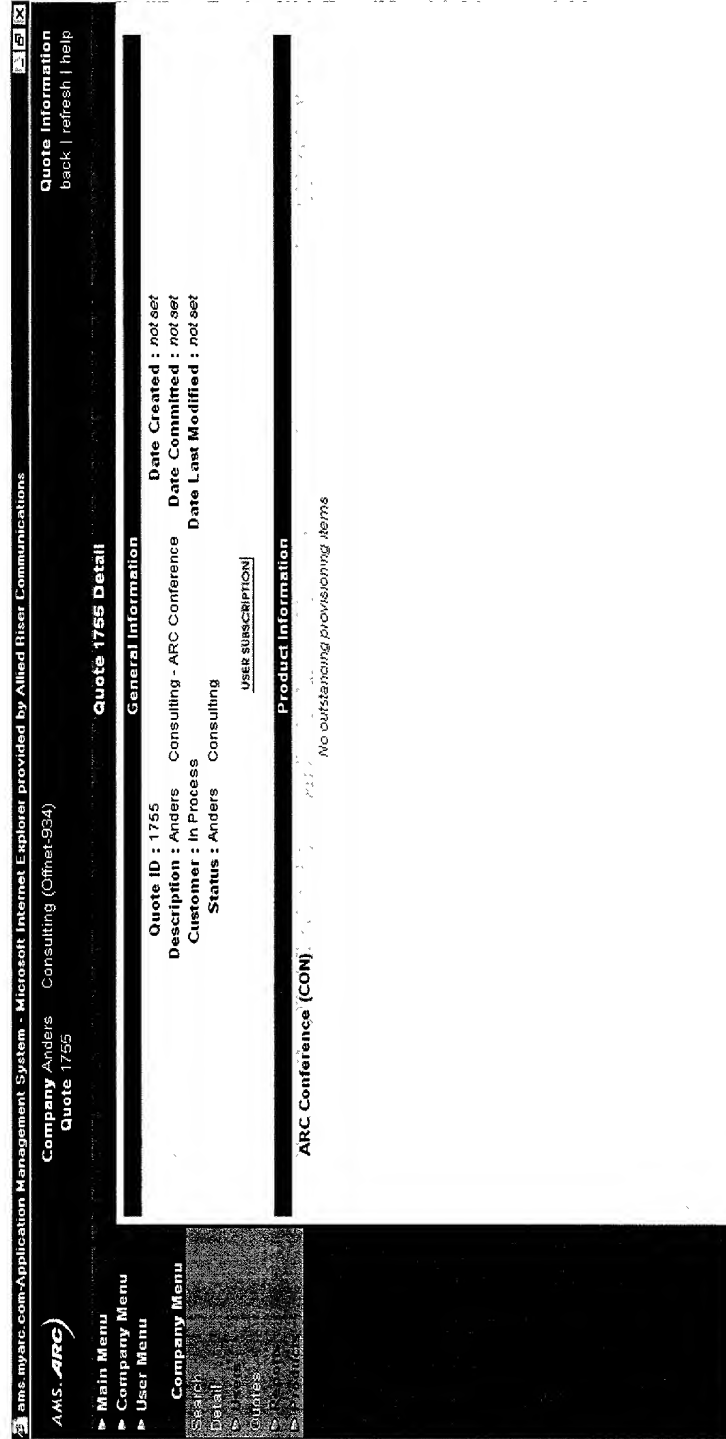 ams.myarc.com-Application Management System - Microsoft Internet Explorer provided by Allied Riser Communications
AMS.ARC
Company Anders Consulting (Offnet-934)
Quote 1755
Quote Information
back | refresh | help
Main Menu
Company Menu
User Menu
Company Menu
Search
Detail
Users
Quotes
Quote 1755 Detail
General Information
Quote ID : 1755
Date Created : not set
Description : Anders Consulting - ARC Conference
Date Committed : not set
Customer : In Process
Date Last Modified : not set
Status : Anders Consulting
USER SUBSCRIPTION
Product Information
ARC Conference (CON)
No outstanding provisioning items